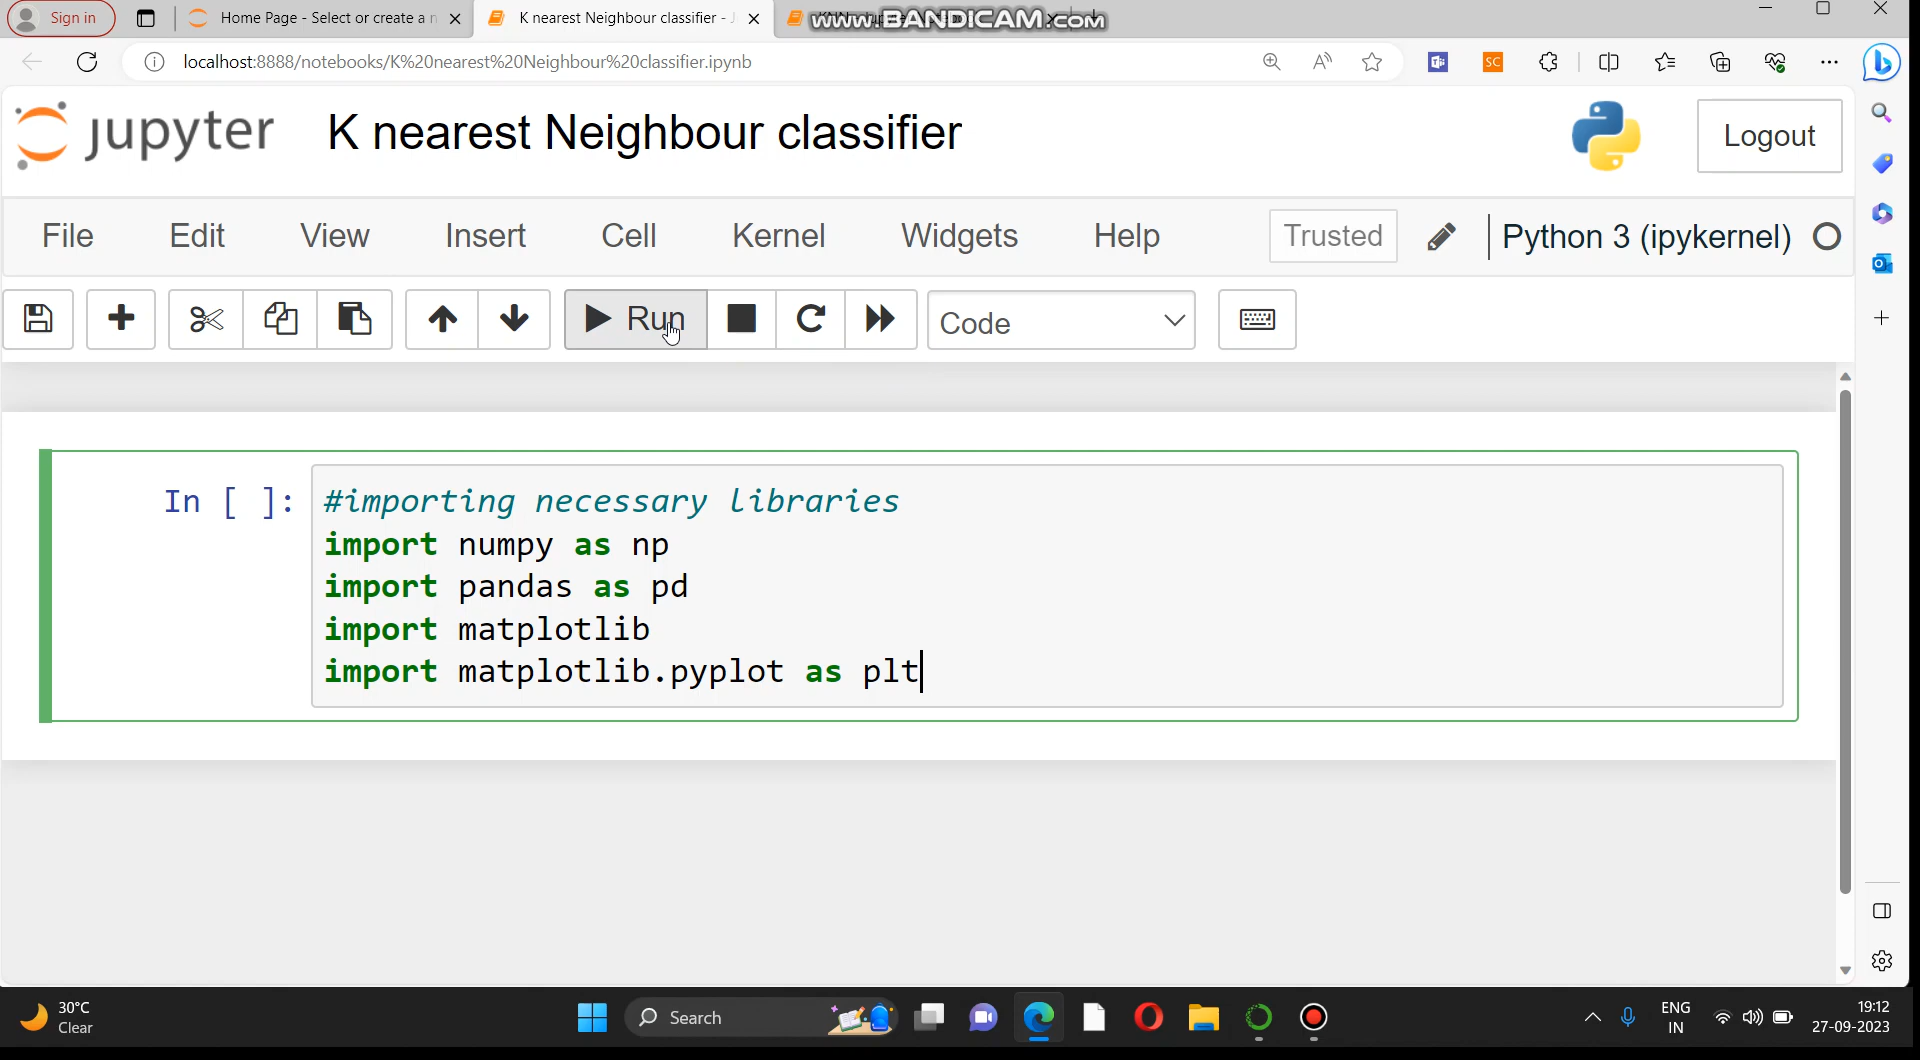 Sign in
Home Page - Select or create a n
K nearest Neighbour classifier - J
www.BANDICAM.com
localhost:8888/notebooks/K%20nearest%20Neighbour%20classifier.ipynb
SC
jupyter
K nearest Neighbour classifier
Logout
File
Edit
View
Insert
Cell
Kernel
Widgets
Help
Trusted
Python 3 (ipykernel)
Run
Code
In [ ]:
#importing necessary libraries
import numpy as np
import pandas as pd
import matplotlib
import matplotlib.pyplot as plt
30°C
Clear
Search
ENG
IN
19:12
27-09-2023